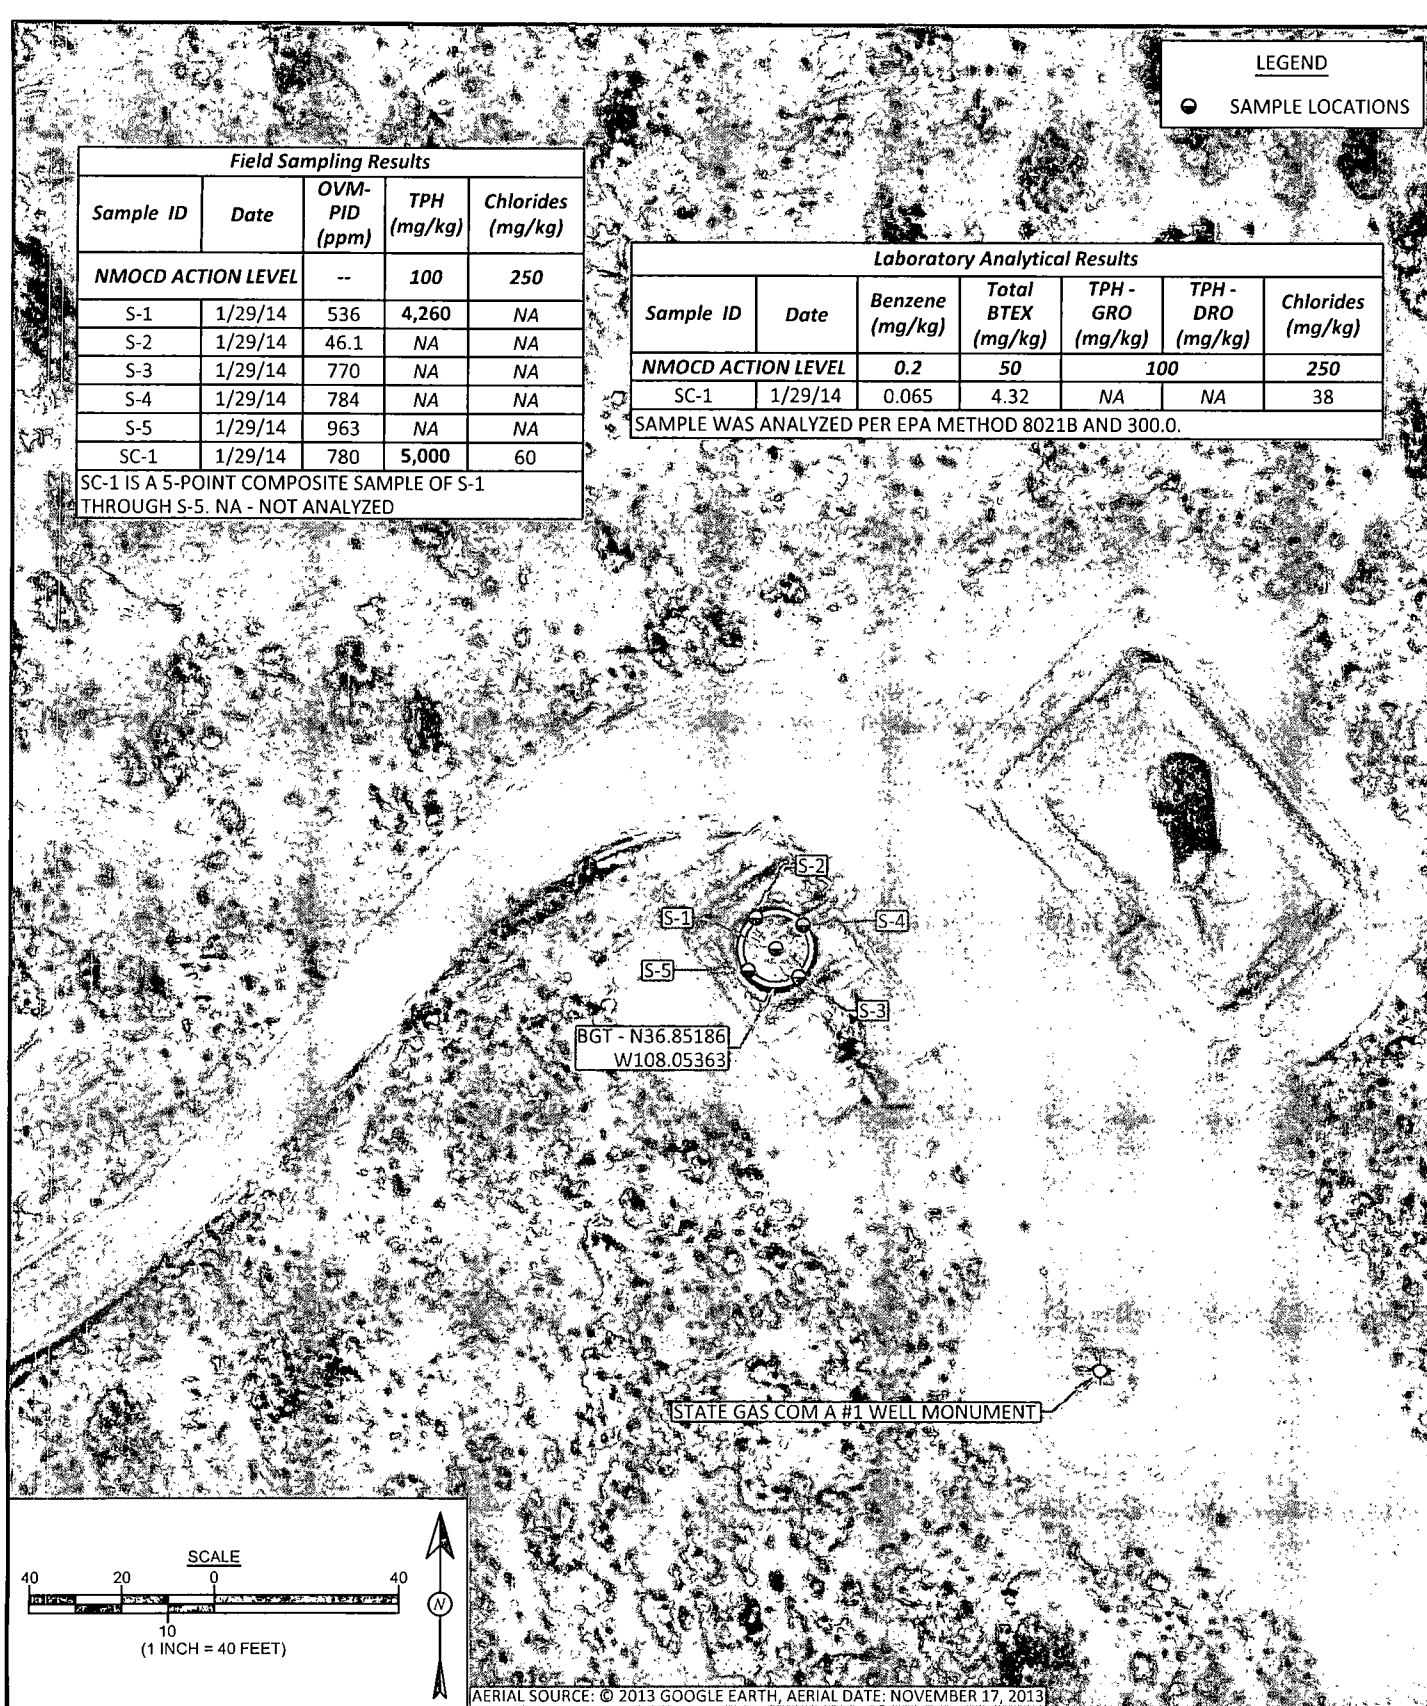 LEGEND
SAMPLE LOCATIONS
Field Sampling Results
Sample ID Date OVM-PID (ppm) TPH (mg/kg) Chlorides (mg/kg)
NMOCD ACTION LEVEL -- 100 250
S-1 1/29/14 536 4,260 NA
S-2 1/29/14 46.1 NA NA
S-3 1/29/14 770 NA NA
S-4 1/29/14 784 NA NA
S-5 1/29/14 963 NA NA
SC-1 1/29/14 780 5,000 60
SC-1 IS A 5-POINT COMPOSITE SAMPLE OF S-1
THROUGH S-5. NA - NOT ANALYZED
Laboratory Analytical Results
Sample ID Date Benzene (mg/kg) Total BTEX (mg/kg) TPH - GRO (mg/kg) TPH - DRO (mg/kg) Chlorides (mg/kg)
NMOCD ACTION LEVEL 0.2 50 100 250
SC-1 1/29/14 0.065 4.32 NA NA 38
SAMPLE WAS ANALYZED PER EPA METHOD 8021B AND 300.0.
S-2
S-1
S-4
S-5
S-3
BGT - N36.85186
W108.05363
STATE GAS COM A #1 WELL MONUMENT
SCALE
40 20 0 40
10
(1 INCH = 40 FEET)
N
AERIAL SOURCE: © 2013 GOOGLE EARTH, AERIAL DATE: NOVEMBER 17, 2013